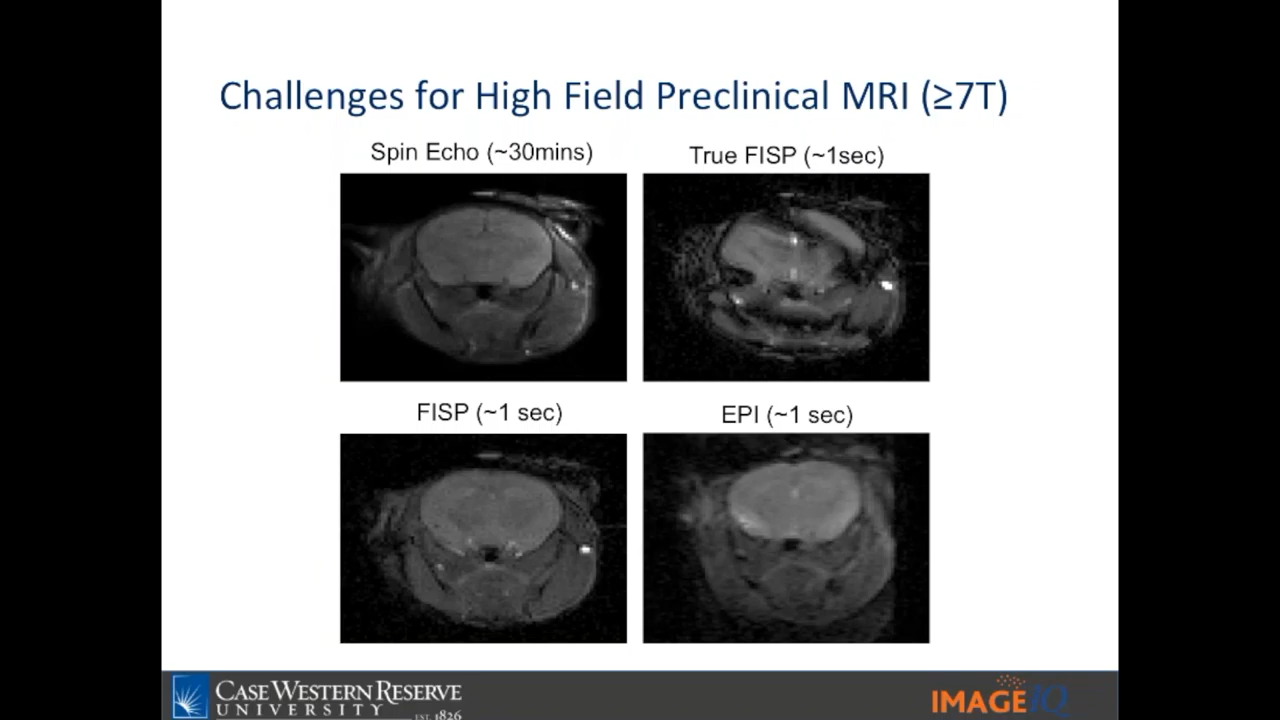 Challenges for High Field Preclinical MRI (≥7T)
Spin Echo (~30mins)
True FISP (~1sec)
FISP (~1 sec)
EPI (~1 sec)
CASE WESTERN RESERVE
UNIVERSITY EST. 1826
IMAGEIQ